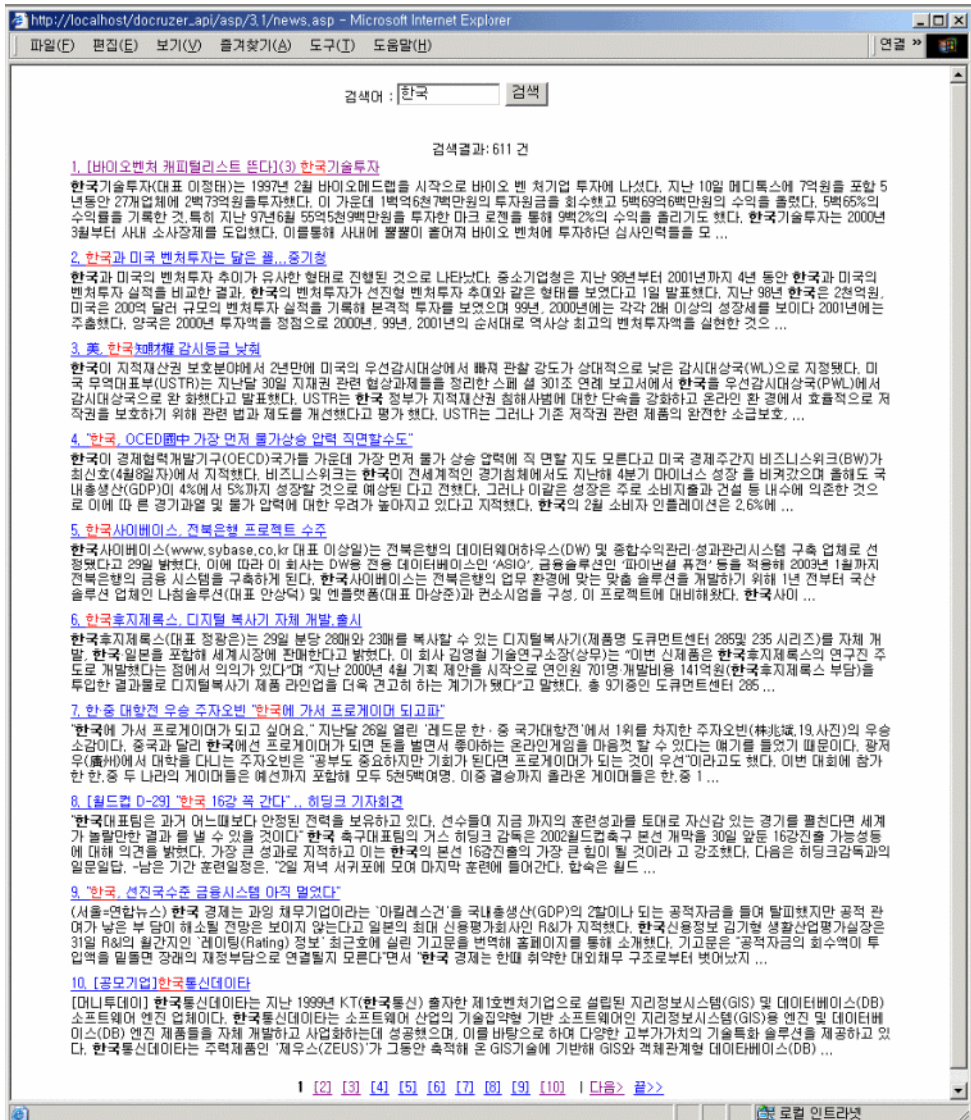 http://localhost/docruzer_api/asp/3.1/news.asp - Microsoft Internet Explorer
파일(F) 편집(E) 보기(V) 즐겨찾기(A) 도구(T) 도움말(H) 연결 »
검색어 : 한국 검색
검색결과: 611 건
1. [바이오벤처 캐피털리스트 뜬다](3) 한국기술투자
한국기술투자(대표 이정태)는 1997년 2월 바이오메드랩을 시작으로 바이오 벤 처기업 투자에 나섰다. 지난 10일 메디톡스에 7억원을 포함 5
년동안 27개업체에 2백73억원을투자했다. 이 가운데 1백억6천7백만원의 투자원금을 회수했고 5백69억6백만원의 수익을 올렸다. 5백65%의
수익률을 기록한 것.특히 지난 97년6월 55억5천9백만원을 투자한 마크 로젠을 통해 9백2%의 수익을 올리기도 했다. 한국기술투자는 2000년
3월부터 사내 소사장제를 도입했다. 이를통해 사내에 뿔뿔이 흩어져 바이오 벤처에 투자하던 심사인력들을 모 ...
2. 한국과 미국 벤처투자는 닮은 꼴...중기청
한국과 미국의 벤처투자 추이가 유사한 형태로 진행된 것으로 나타났다. 중소기업청은 지난 98년부터 2001년까지 4년 동안 한국과 미국의
벤처투자 실적을 비교한 결과, 한국의 벤처투자가 선진형 벤처투자 추이와 같은 형태를 보였다고 1일 발표했다. 지난 98년 한국은 2천억원,
미국은 200억 달러 규모의 벤처투자 실적을 기록해 본격적 투자를 보였으며 99년, 2000년에는 각각 2배 이상의 성장세를 보이다 2001년에는
주춤했다. 양국은 2000년 투자액을 정점으로 2000년, 99년, 2001년의 순서대로 역사상 최고의 벤처투자액을 실현한 것으 ...
3. 美, 한국知財權 감시등급 낮춰
한국이 지적재산권 보호분야에서 2년만에 미국의 우선감시대상에서 빠져 관찰 강도가 상대적으로 낮은 감시대상국(WL)으로 지정됐다. 미
국 무역대표부(USTR)는 지난달 30일 지재권 관련 협상과제들을 정리한 스페 셜 301조 연례 보고서에서 한국을 우선감시대상국(PWL)에서
감시대상국으로 완 화했다고 발표했다. USTR는 한국 정부가 지적재산권 침해사범에 대한 단속을 강화하고 온라인 환 경에서 효율적으로 저
작권을 보호하기 위해 관련 법과 제도를 개선했다고 평가 했다. USTR는 그러나 기존 저작권 관련 제품의 완전한 소급보호, ...
4. "한국, OCED國中 가장 먼저 물가상승 압력 직면할수도"
한국이 경제협력개발기구(OECD)국가들 가운데 가장 먼저 물가 상승 압력에 직 면할 지도 모른다고 미국 경제주간지 비즈니스위크(BW)가
최신호(4월8일자)에서 지적했다. 비즈니스위크는 한국이 전세계적인 경기침체에서도 지난해 4분기 마이너스 성장 을 비켜갔으며 올해도 국
내총생산(GDP)이 4%에서 5%까지 성장할 것으로 예상된 다고 전했다. 그러나 이같은 성장은 주로 소비지출과 건설 등 내수에 의존한 것으
로 이에 따 른 경기과열 및 물가 압력에 대한 우려가 높아지고 있다고 지적했다. 한국의 2월 소비자 인플레이션은 2.6%에 ...
5. 한국사이베이스, 전북은행 프로젝트 수주
한국사이베이스(www.sybase.co.kr 대표 이상일)는 전북은행의 데이터웨어하우스(DW) 및 종합수익관리·성과관리시스템 구축 업체로 선
정됐다고 29일 밝혔다. 이에 따라 이 회사는 DW용 전용 데이터베이스인 'ASIQ', 금융솔루션인 '파이낸셜 퓨전' 등을 적용해 2003년 1월까지
전북은행의 금융 시스템을 구축하게 된다. 한국사이베이스는 전북은행의 업무 환경에 맞는 맞춤 솔루션을 개발하기 위해 1년 전부터 국산
솔루션 업체인 나침솔루션(대표 안상덕) 및 엔플랫폼(대표 마상준)과 컨소시엄을 구성, 이 프로젝트에 대비해왔다. 한국사이 ...
6. 한국후지제록스, 디지털 복사기 자체 개발,출시
한국후지제록스(대표 정광은)는 29일 분당 28매와 23매를 복사할 수 있는 디지털복사기(제품명 도큐먼트센터 285및 235 시리즈)를 자체 개
발, 한국·일본을 포함해 세계시장에 판매한다고 밝혔다. 이 회사 김영철 기술연구소장(상무)는 "이번 신제품은 한국후지제록스의 연구진 주
도로 개발했다는 점에서 의의가 있다"며 "지난 2000년 4월 기획 제안을 시작으로 연인원 701명·개발비용 141억원(한국후지제록스 부담)을
투입한 결과물로 디지털복사기 제품 라인업을 더욱 견고히 하는 계기가 됐다"고 말했다. 총 9기종인 도큐먼트센터 285 ...
7. 한·중 대항전 우승 주자오빈 "한국에 가서 프로게이머 되고파"
"한국에 가서 프로게이머가 되고 싶어요." 지난달 26일 열린 '레드문 한·중 국가대항전'에서 1위를 차지한 주자오빈(株兆斌,19.사진)의 우승
소감이다. 중국과 달리 한국에선 프로게이머가 되면 돈을 벌면서 좋아하는 온라인게임을 마음껏 할 수 있다는 얘기를 들었기 때문이다. 광저
우(廣州)에서 대학을 다니는 주자오빈은 "공부도 중요하지만 기회가 된다면 프로게이머가 되는 것이 우선"이라고도 했다. 이번 대회에 참가
한 한.중 두 나라의 게이머들은 예선까지 포함해 모두 5천5백여명. 이중 결승까지 올라온 게이머들은 한.중 1 ...
8. [월드컵 D-29] "한국 16강 꼭 간다" .. 히딩크 기자회견
"한국대표팀은 과거 어느때보다 안정된 전력을 보유하고 있다. 선수들이 지금 까지의 훈련성과를 토대로 자신감 있는 경기를 펼친다면 세계
가 놀랄만한 결과 를 낼 수 있을 것이다" 한국 축구대표팀의 거스 히딩크 감독은 2002월드컵축구 본선 개막을 30일 앞둔 16강진출 가능성등
에 대해 의견을 밝혔다. 가장 큰 성과로 지적하고 이는 한국의 본선 16강진출의 가장 큰 힘이 될 것이라 고 강조했다. 다음은 히딩크감독과의
일문일답. -남은 기간 훈련일정은. "2일 저녁 서귀포에 모여 마지막 훈련에 들어간다. 합숙은 월드 ...
9. "한국, 선진국수준 금융시스템 아직 멀었다"
(서울=연합뉴스) 한국 경제는 과잉 채무기업이라는 '아킬레스건'을 국내총생산(GDP)의 2할이나 되는 공적자금을 들여 탈피했지만 공적 관
여가 낳은 부 담이 해소될 전망은 보이지 않는다고 일본의 최대 신용평가회사인 R&I가 지적했다. 한국신용정보 김기형 생활산업평가실장은
31일 R&I의 월간지인 '레이팅(Rating) 정보' 최근호에 실린 기고문을 번역해 홈페이지를 통해 소개했다. 기고문은 "공적자금의 회수액이 투
입액을 밑돌면 장래의 재정부담으로 연결될지 모른다"면서 "한국 경제는 한때 취약한 대외채무 구조로부터 벗어났지 ...
10. [공모기업]한국통신데이타
[머니투데이] 한국통신데이타는 지난 1999년 KT(한국통신) 출자한 제1호벤처기업으로 설립된 지리정보시스템(GIS) 및 데이터베이스(DB)
소프트웨어 엔진 업체이다. 한국통신데이타는 소프트웨어 산업의 기술집약형 기반 소프트웨어인 지리정보시스템(GIS)용 엔진 및 데이터베
이스(DB) 엔진 제품들을 자체 개발하고 사업화하는데 성공했으며, 이를 바탕으로 하여 다양한 고부가가치의 기술특화 솔루션을 제공하고 있
다. 한국통신데이타는 주력제품인 '제우스(ZEUS)'가 그동안 축적해 온 GIS기술에 기반해 GIS와 객체관계형 데이타베이스(DB) ...
1 [2] [3] [4] [5] [6] [7] [8] [9] [10] | 다음> 끝>>
로컬 인트라넷